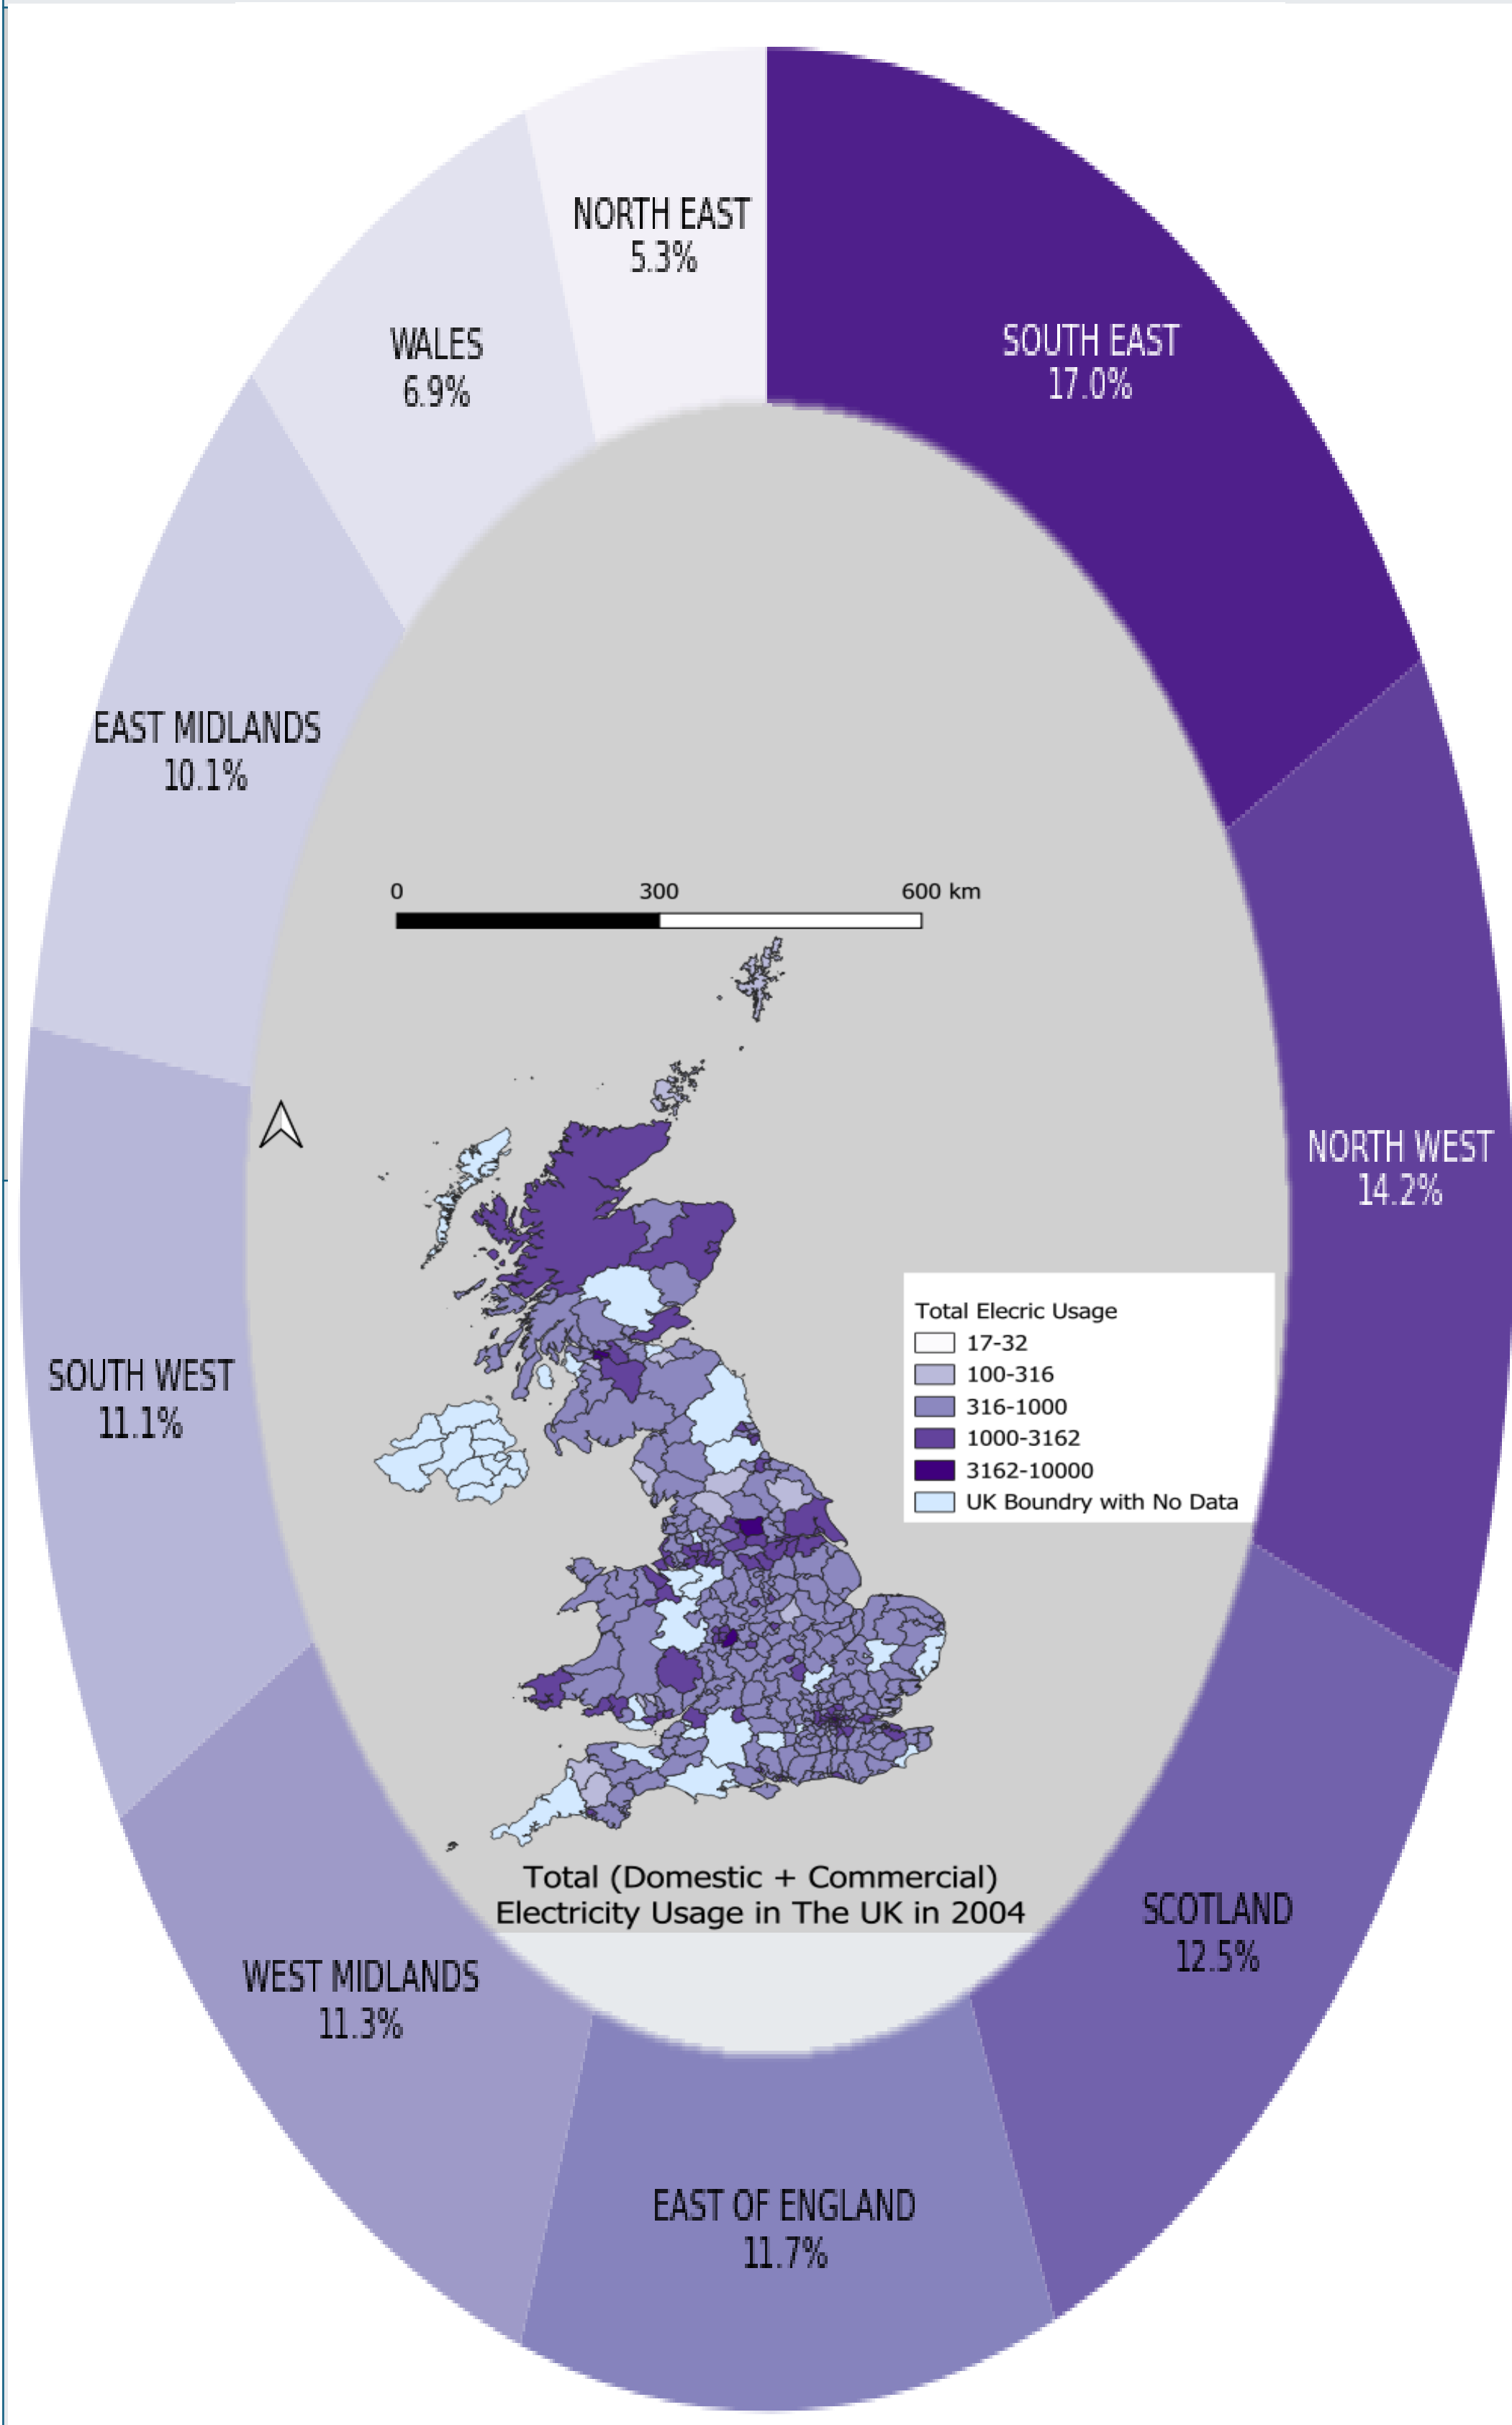 NORTH EAST
5.3%
SOUTH EAST
17.0%
WALES
6.9%
EAST MIDLANDS
10.1%
0 300 600 km
NORTH WEST
14.2%
Total Elecric Usage
17-32
100-316
316-1000
1000-3162
3162-10000
UK Boundry with No Data
SOUTH WEST
11.1%
Total (Domestic + Commercial)
Electricity Usage in The UK in 2004
SCOTLAND
12.5%
WEST MIDLANDS
11.3%
EAST OF ENGLAND
11.7%